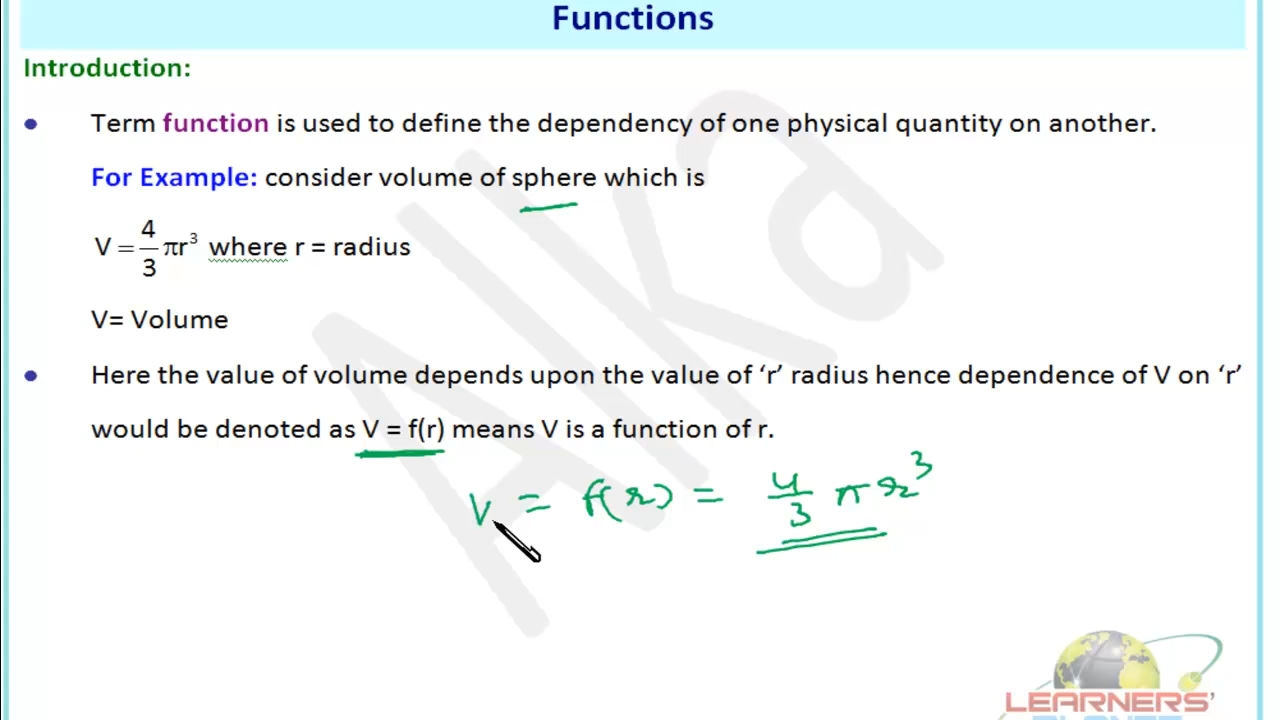 Functions
Introduction:
• Term function is used to define the dependency of one physical quantity on another.
For Example: consider volume of sphere which is
V = 4/3 πr³ where r = radius
V= Volume
• Here the value of volume depends upon the value of ‘r’ radius hence dependence of V on ‘r’
would be denoted as V = f(r) means V is a function of r.
V = f(r) = 4/3 π r³
Alka
LEARNERS’
PLANET